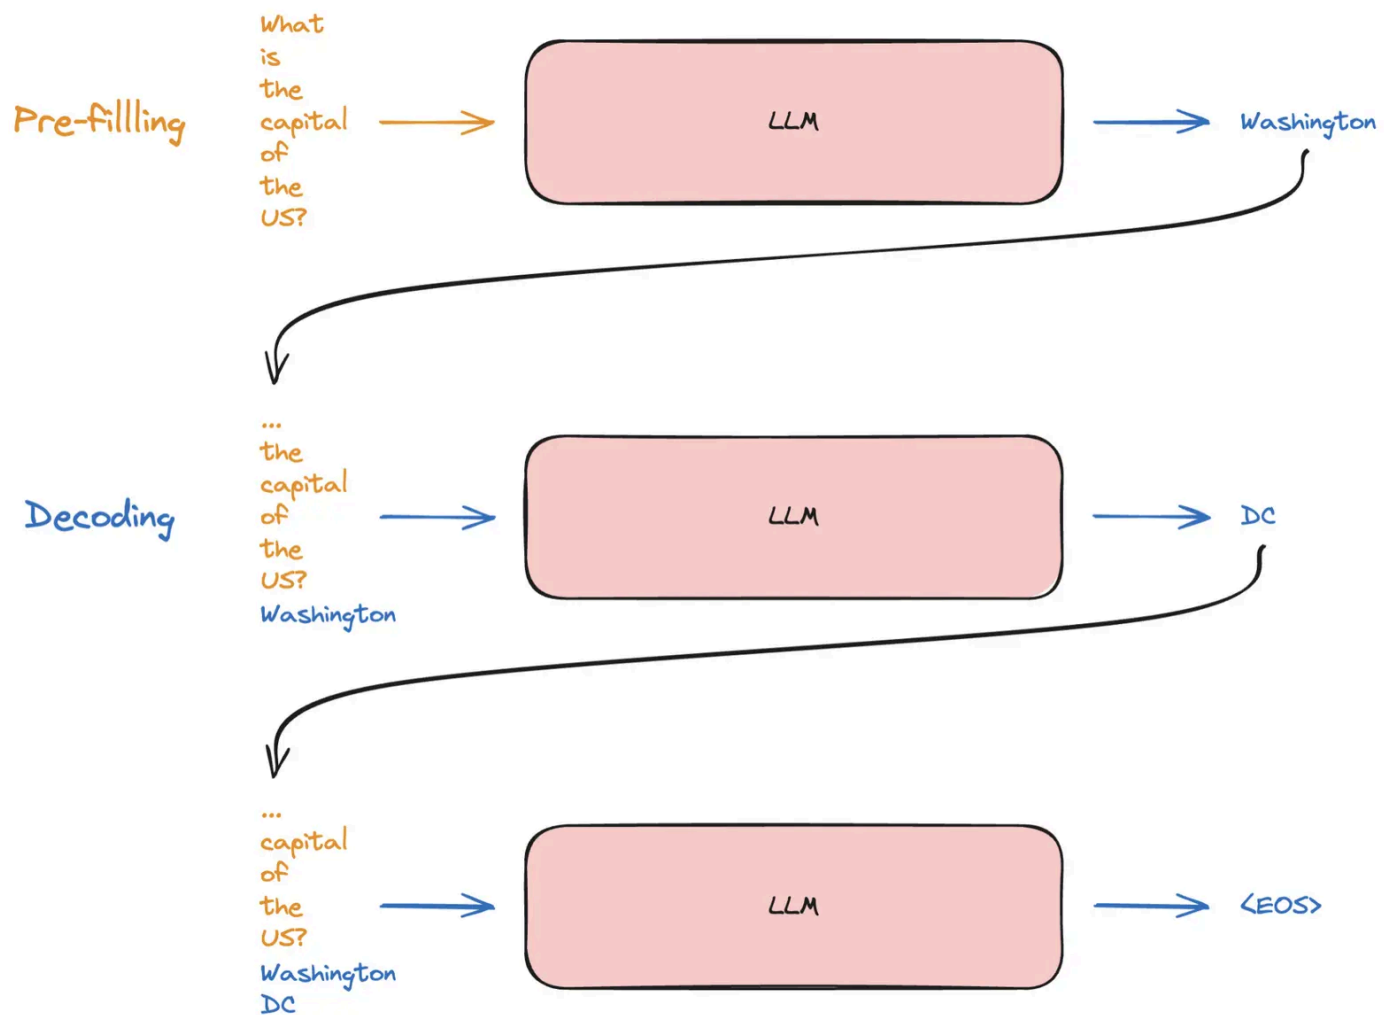 What
is
the
Pre-fillling
capital
LLM
Washington
of
the
US?
...
the
capital
Decoding
of
LLM
DC
the
US?
Washington
...
capital
of
the
LLM
<EOS>
US?
Washington
DC